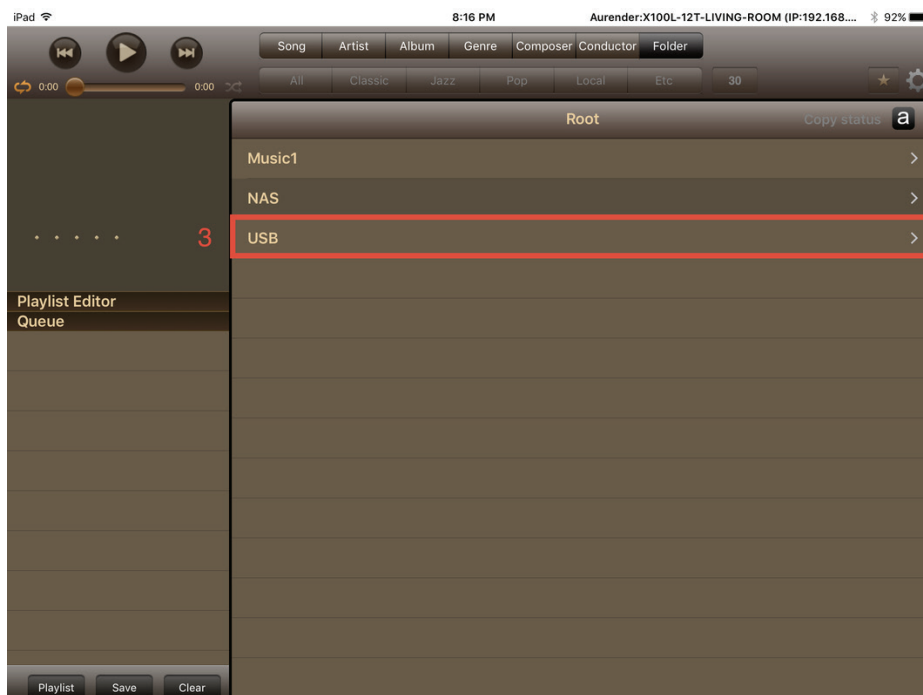 iPad 8:16 PM Aurender:X100L-12T-LIVING-ROOM (IP:192.168.... 92%
Song Artist Album Genre Composer Conductor Folder
0:00 0:00 All Classic Jazz Pop Local Etc 30
Root Copy status a
Music1
NAS
3 USB
Playlist Editor
Queue
Playlist Save Clear